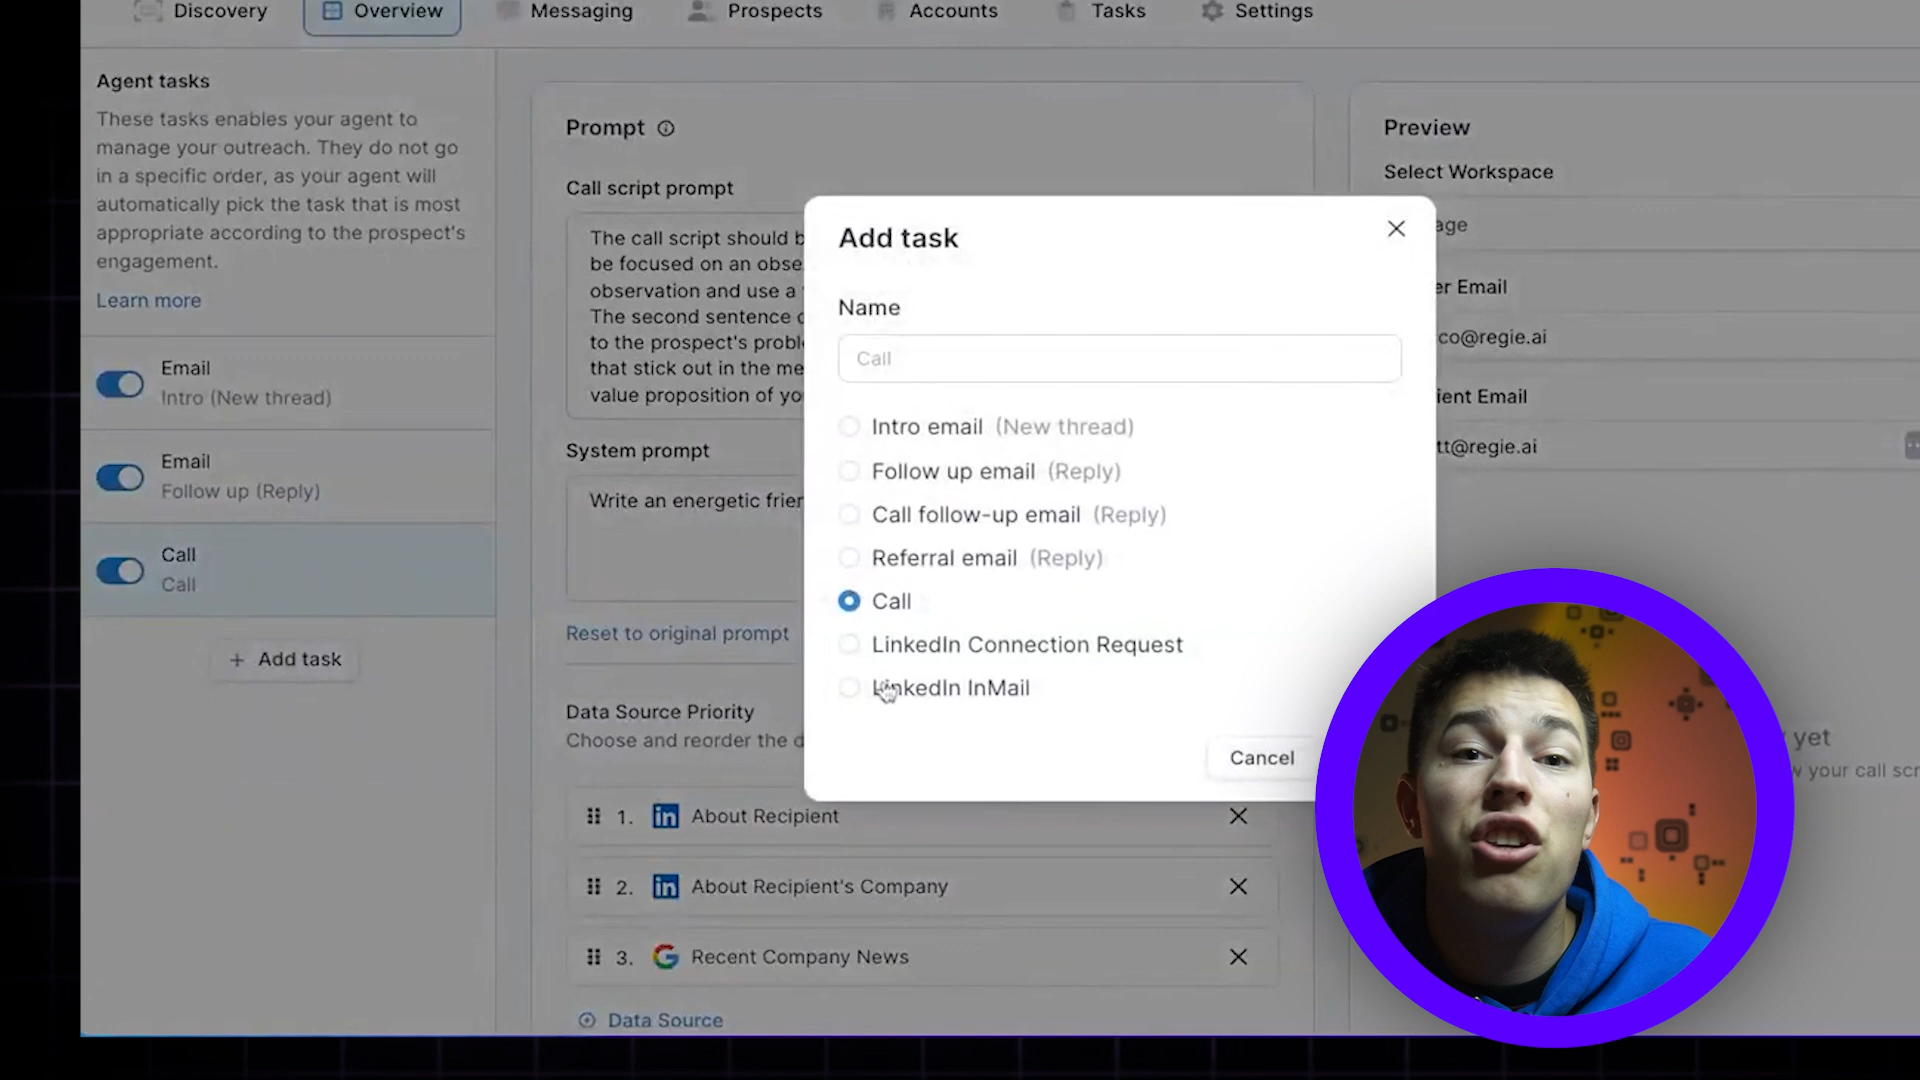 Discovery
Overview
Messaging
Prospects
Accounts
Tasks
Settings
Agent tasks
These tasks enables your agent to
manage your outreach. They do not go
in a specific order, as your agent will
automatically pick the task that is most
appropriate according to the prospect's
engagement.
Learn more
Email
Intro (New thread)
Email
Follow up (Reply)
Call
Call
+ Add task
Prompt
Call script prompt
The call script should b
be focused on an obse
observation and use a
The second sentence
to the prospect's probl
that stick out in the me
value proposition of yo
System prompt
Write an energetic frien
Reset to original prompt
Data Source Priority
Choose and reorder the d
1. in About Recipient
2. in About Recipient's Company
3. G Recent Company News
Data Source
Add task
Name
Call
Intro email (New thread)
Follow up email (Reply)
Call follow-up email (Reply)
Referral email (Reply)
Call
LinkedIn Connection Request
LinkedIn InMail
Cancel
Preview
Select Workspace
age
er Email
co@regie.ai
ient Email
tt@regie.ai
yet
w your call scr